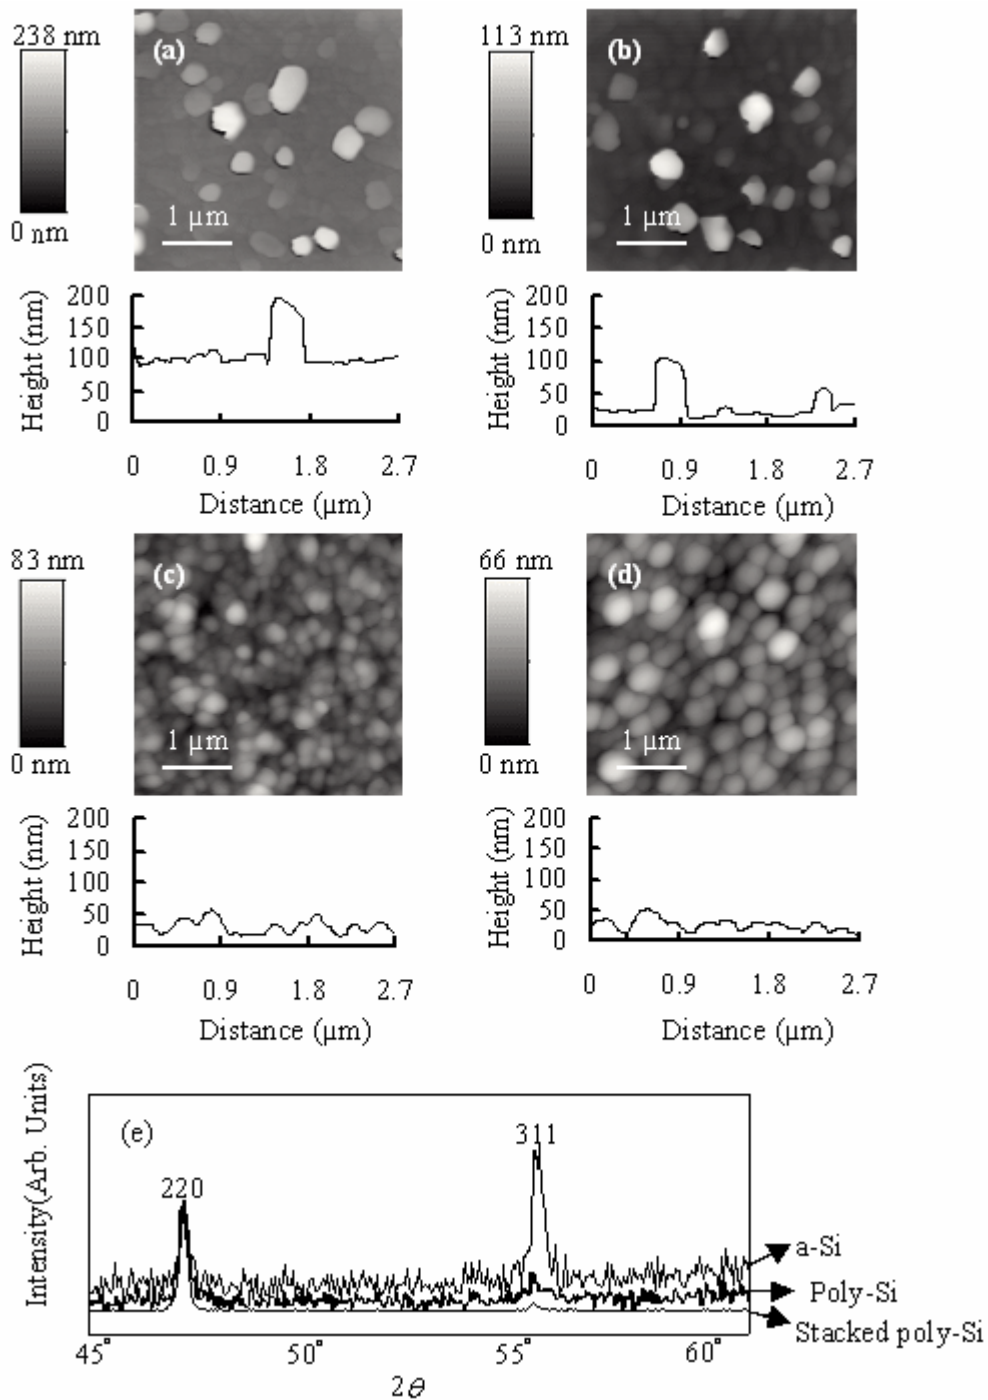 238 nm
(a)
1 μm
0 nm
113 nm
(b)
1 μm
0 nm
Height (nm)
200
150
100
50
0
0 0.9 1.8 2.7
Distance (μm)
Height (nm)
200
150
100
50
0
0 0.9 1.8 2.7
Distance (μm)
83 nm
(c)
1 μm
0 nm
66 nm
(d)
1 μm
0 nm
Height (nm)
200
150
100
50
0
0 0.9 1.8 2.7
Distance (μm)
Height (nm)
200
150
100
50
0
0 0.9 1.8 2.7
Distance (μm)
Intensity(Arb. Units)
(e)
220
311
a-Si
Poly-Si
Stacked poly-Si
45° 50° 55° 60°
2θ